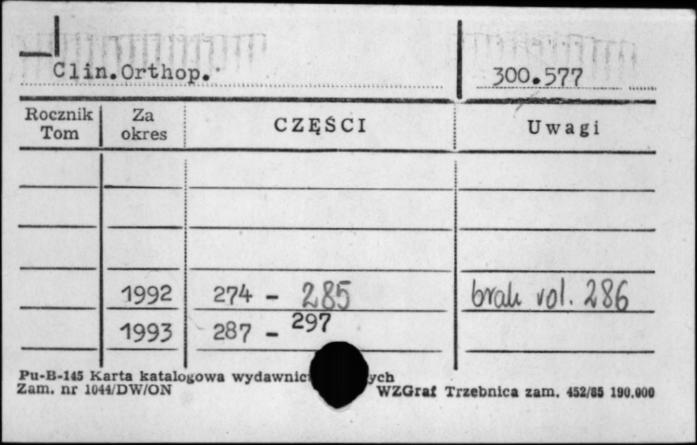 Clin.Orthop. 300.577
Rocznik Tom Za okres CZĘŚCI Uwagi
1992 274 - 285 brak vol. 286
1993 287 - 297
Pu-B-145 Karta katalogowa wydawnic ych
Zam. nr 1044/DW/ON WZGraf Trzebnica zam. 452/85 190.000